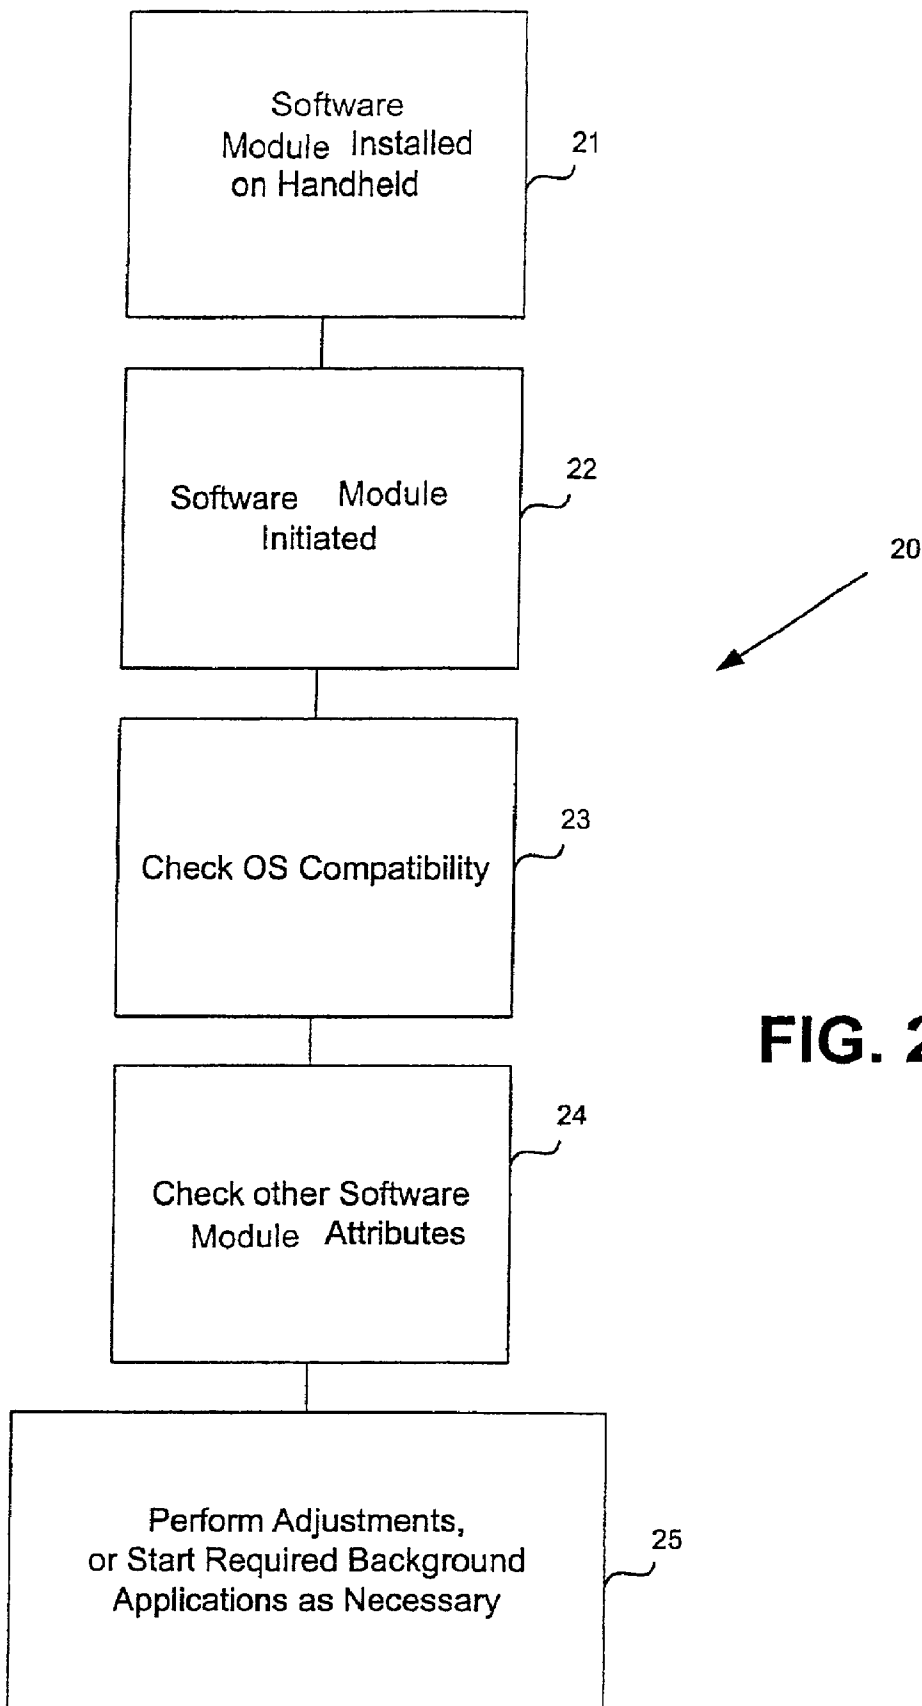 Software
Module Installed
on Handheld
21
Software Module
Initiated
22
20
Check OS Compatibility
23
FIG. 2
Check other Software
Module Attributes
24
Perform Adjustments,
or Start Required Background
Applications as Necessary
25